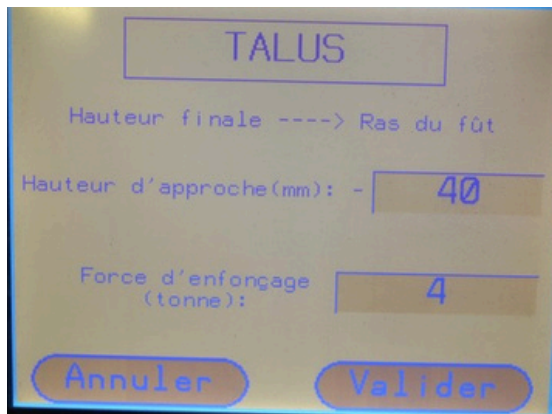 TALUS
Hauteur finale ----> Ras du fût
Hauteur d'approche(mm): - 40
Force d'enfonçage
(tonne): 4
Annuler Valider